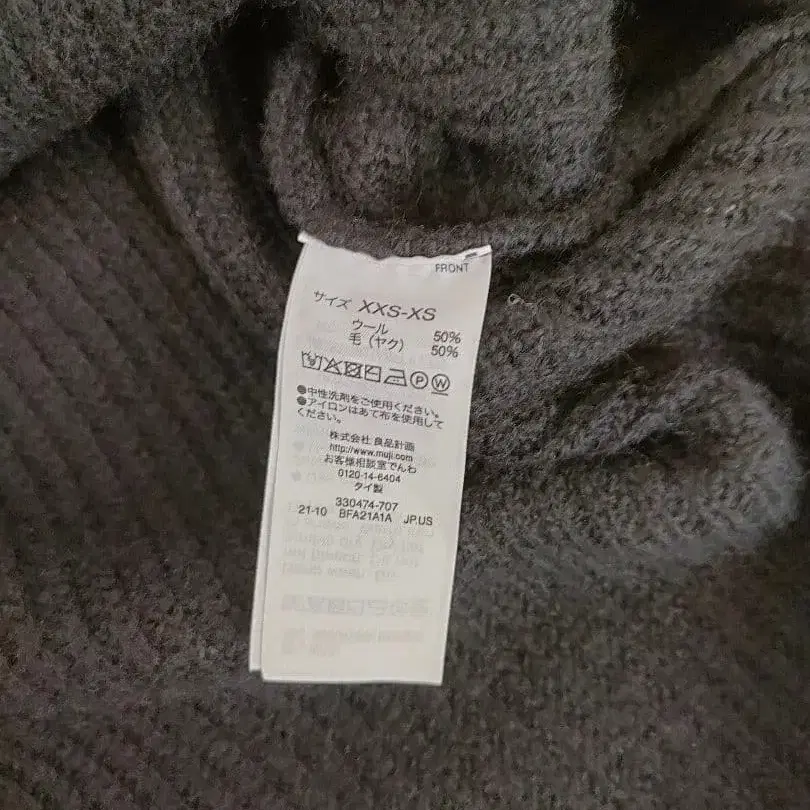 FRONT
サイズ XXS-XS
ウール 50%
毛（ヤク） 50%
P W
●中性洗剤をご使用ください。
●アイロンはあて布を使用して
ください。
株式会社 良品計画
http://www.muji.com
お客様相談室でんわ
0120-14-6404
タイ製
330474-707
21-10 BFA21A1A JP.US